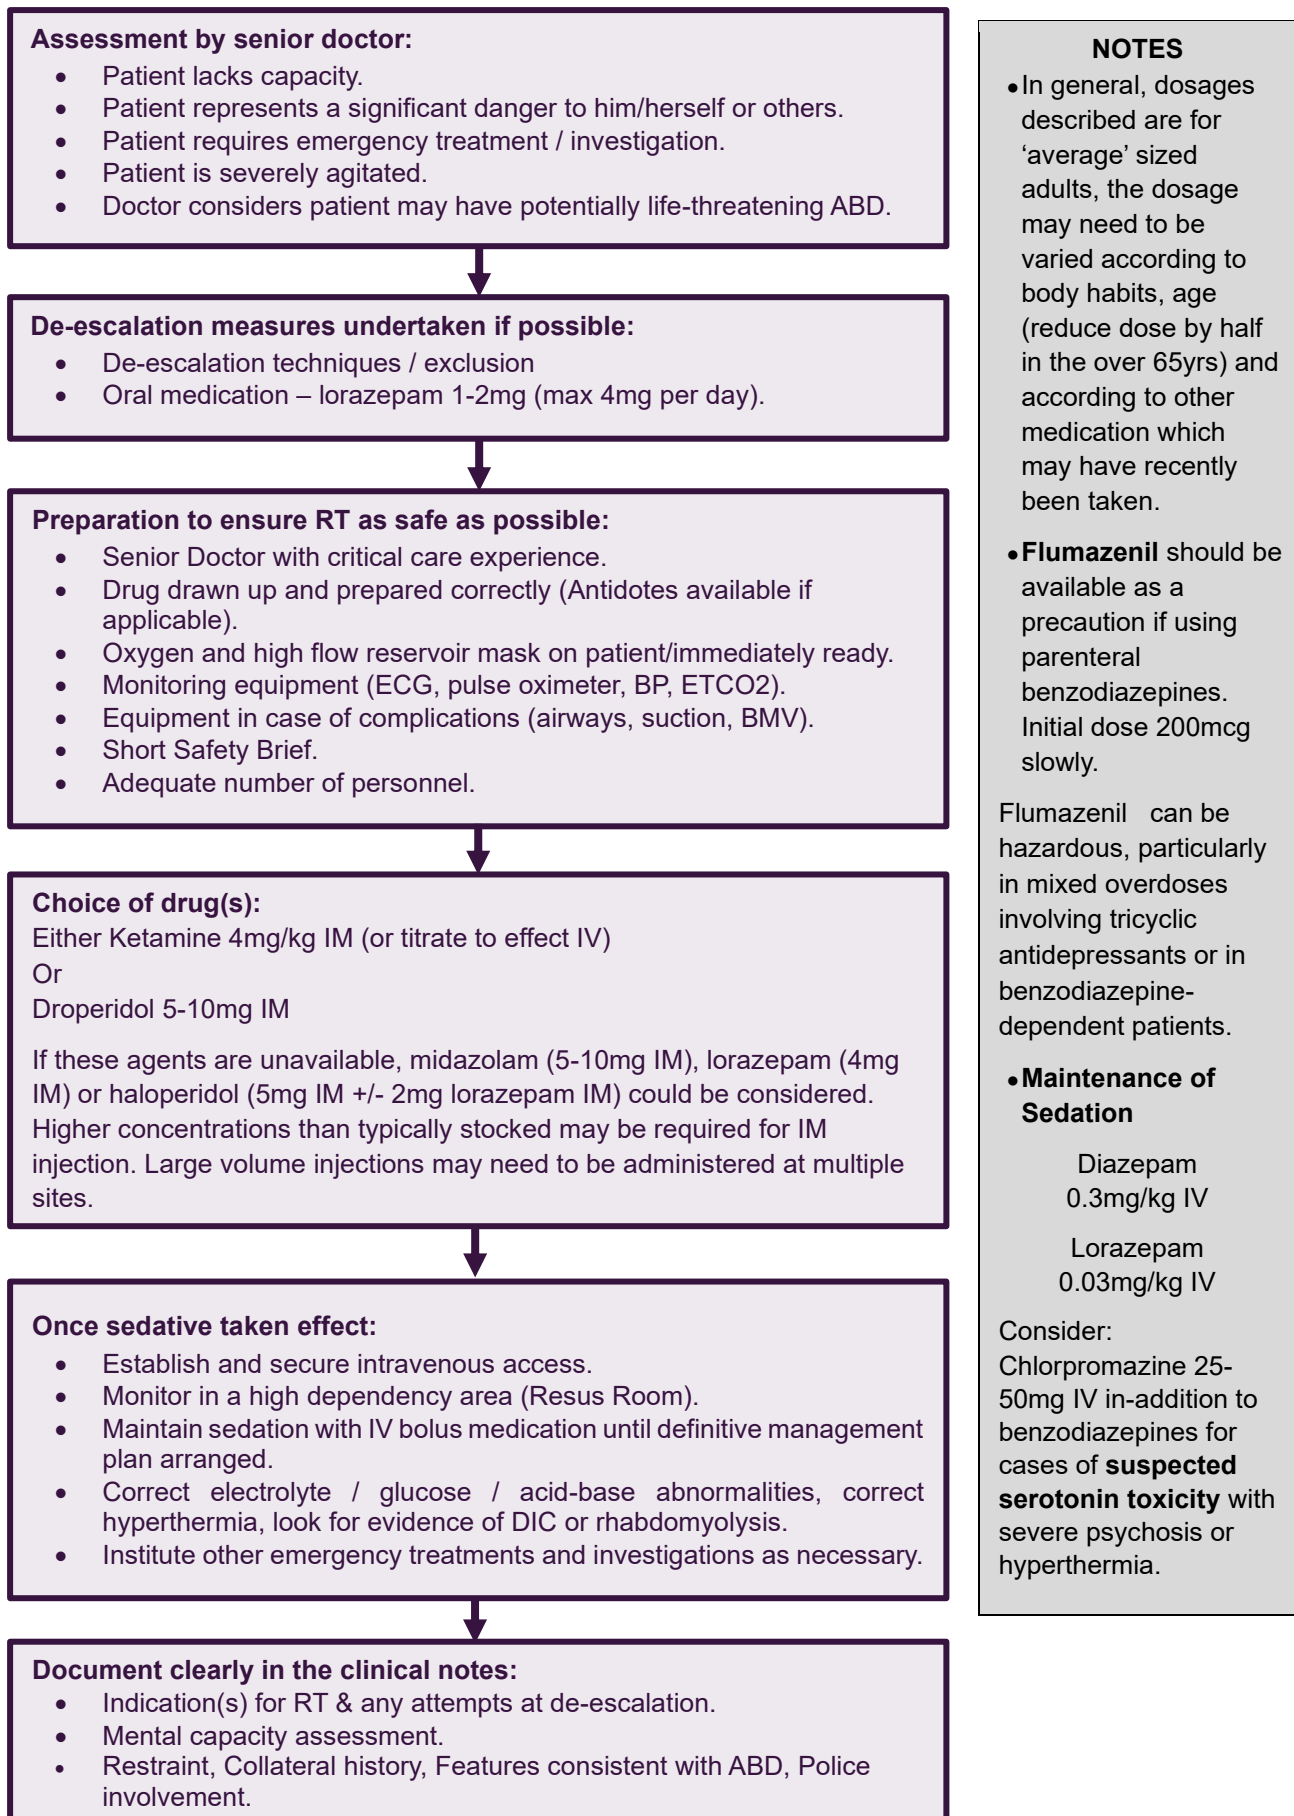 Assessment by senior doctor:
• Patient lacks capacity.
• Patient represents a significant danger to him/herself or others.
• Patient requires emergency treatment / investigation.
• Patient is severely agitated.
• Doctor considers patient may have potentially life-threatening ABD.
De-escalation measures undertaken if possible:
• De-escalation techniques / exclusion
• Oral medication – lorazepam 1-2mg (max 4mg per day).
Preparation to ensure RT as safe as possible:
• Senior Doctor with critical care experience.
• Drug drawn up and prepared correctly (Antidotes available if
applicable).
• Oxygen and high flow reservoir mask on patient/immediately ready.
• Monitoring equipment (ECG, pulse oximeter, BP, ETCO2).
• Equipment in case of complications (airways, suction, BMV).
• Short Safety Brief.
• Adequate number of personnel.
Choice of drug(s):
Either Ketamine 4mg/kg IM (or titrate to effect IV)
Or
Droperidol 5-10mg IM
If these agents are unavailable, midazolam (5-10mg IM), lorazepam (4mg
IM) or haloperidol (5mg IM +/- 2mg lorazepam IM) could be considered.
Higher concentrations than typically stocked may be required for IM
injection. Large volume injections may need to be administered at multiple
sites.
Once sedative taken effect:
• Establish and secure intravenous access.
• Monitor in a high dependency area (Resus Room).
• Maintain sedation with IV bolus medication until definitive management
plan arranged.
• Correct electrolyte / glucose / acid-base abnormalities, correct
hyperthermia, look for evidence of DIC or rhabdomyolysis.
• Institute other emergency treatments and investigations as necessary.
Document clearly in the clinical notes:
• Indication(s) for RT & any attempts at de-escalation.
• Mental capacity assessment.
• Restraint, Collateral history, Features consistent with ABD, Police
involvement.
NOTES
• In general, dosages
described are for
‘average’ sized
adults, the dosage
may need to be
varied according to
body habits, age
(reduce dose by half
in the over 65yrs) and
according to other
medication which
may have recently
been taken.
• Flumazenil should be
available as a
precaution if using
parenteral
benzodiazepines.
Initial dose 200mcg
slowly.
Flumazenil can be
hazardous, particularly
in mixed overdoses
involving tricyclic
antidepressants or in
benzodiazepine-
dependent patients.
• Maintenance of
Sedation
Diazepam
0.3mg/kg IV
Lorazepam
0.03mg/kg IV
Consider:
Chlorpromazine 25-
50mg IV in-addition to
benzodiazepines for
cases of suspected
serotonin toxicity with
severe psychosis or
hyperthermia.